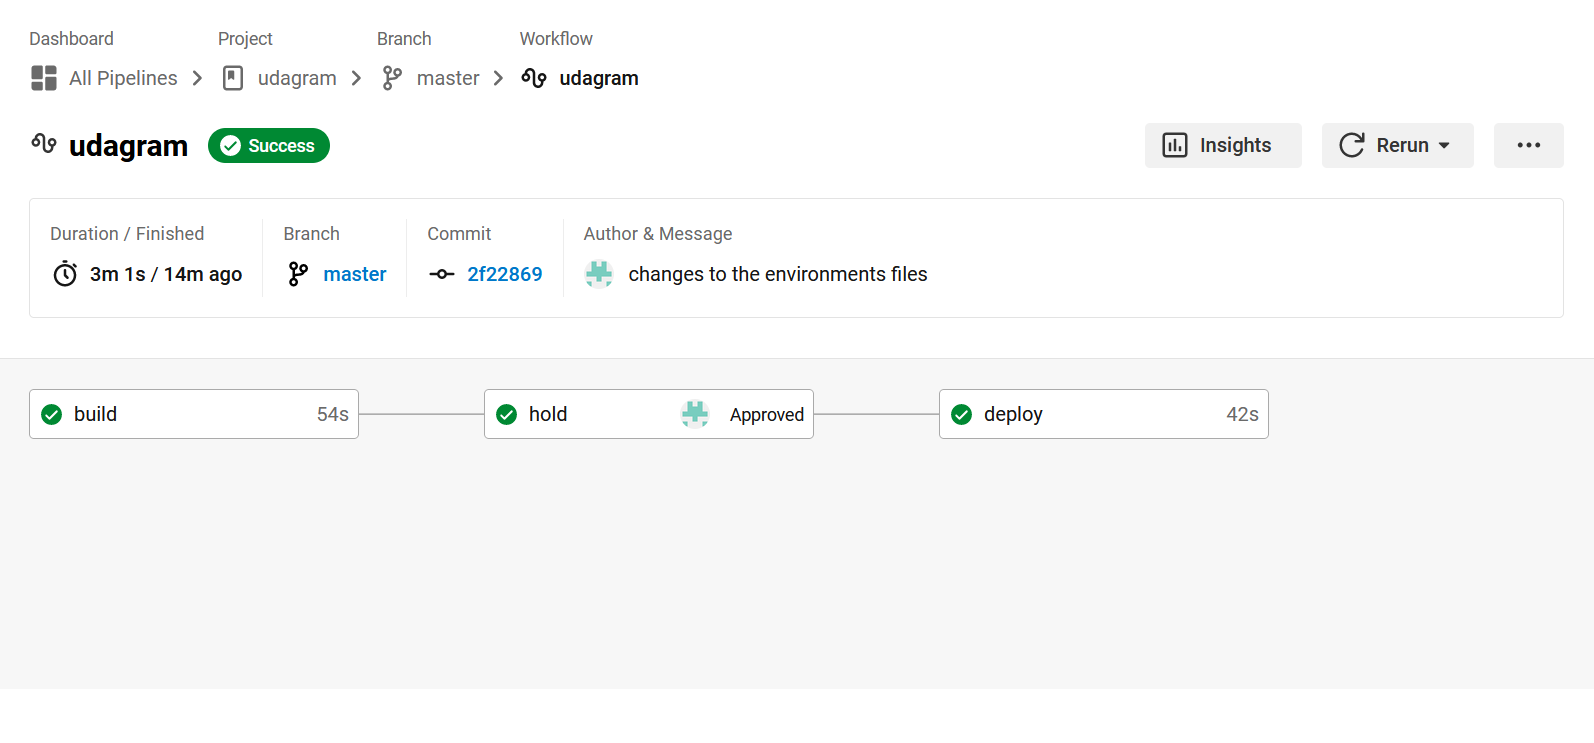 Dashboard Project Branch Workflow
All Pipelines udagram master udagram
udagram Success Insights Rerun
Duration / Finished Branch Commit Author & Message
3m 1s / 14m ago master 2f22869 changes to the environments files
build 54s hold Approved deploy 42s